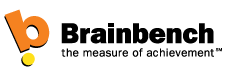 Brainbench
the measure of achievement™